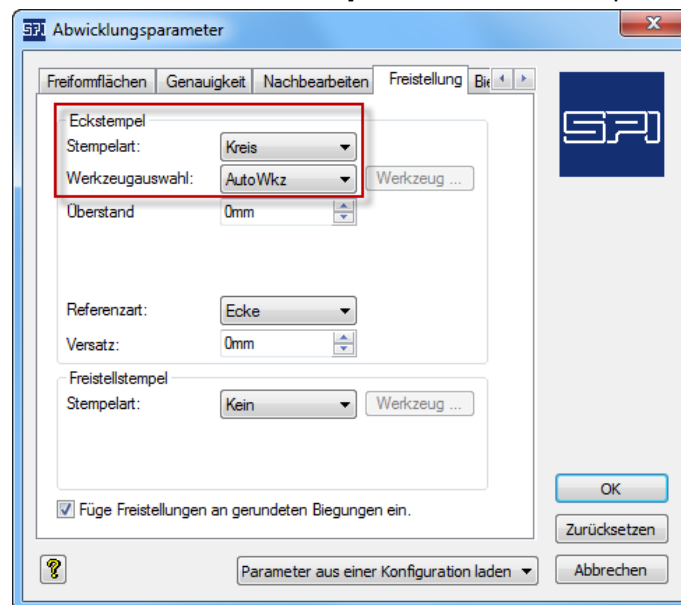 SPI Abwicklungsparameter
Freiformflächen Genauigkeit Nachbearbeiten Freistellung
Eckstempel
Stempelart: Kreis
Werkzeugauswahl: AutoWkz Werkzeug ...
Überstand 0mm
Referenzart: Ecke
Versatz: 0mm
Freistellstempel
Stempelart: Kein Werkzeug ...
Füge Freistellungen an gerundeten Biegungen ein.
Parameter aus einer Konfiguration laden
SPI
OK
Zurücksetzen
Abbrechen